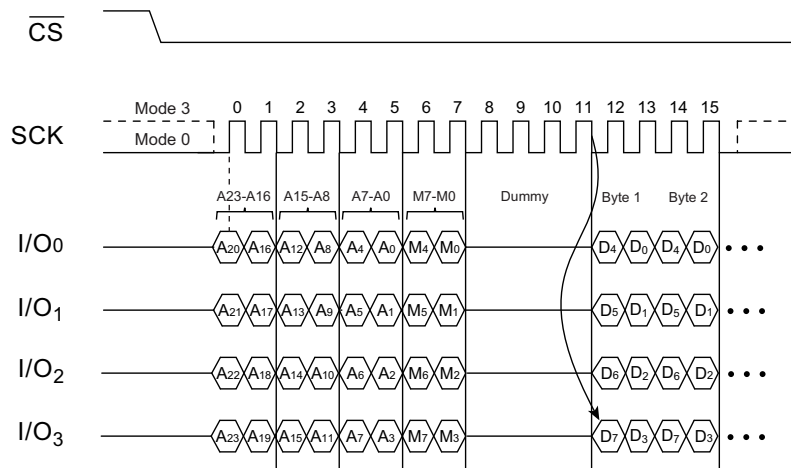 CS
0 1 2 3 4 5 6 7 8 9 10 11 12 13 14 15
Mode 3
SCK
Mode 0
A23-A16 A15-A8 A7-A0 M7-M0 Dummy Byte 1 Byte 2
I/O0 A20 A16 A12 A8 A4 A0 M4 M0 D4 D0 D4 D0
I/O1 A21 A17 A13 A9 A5 A1 M5 M1 D5 D1 D5 D1
I/O2 A22 A18 A14 A10 A6 A2 M6 M2 D6 D2 D6 D2
I/O3 A23 A19 A15 A11 A7 A3 M7 M3 D7 D3 D7 D3